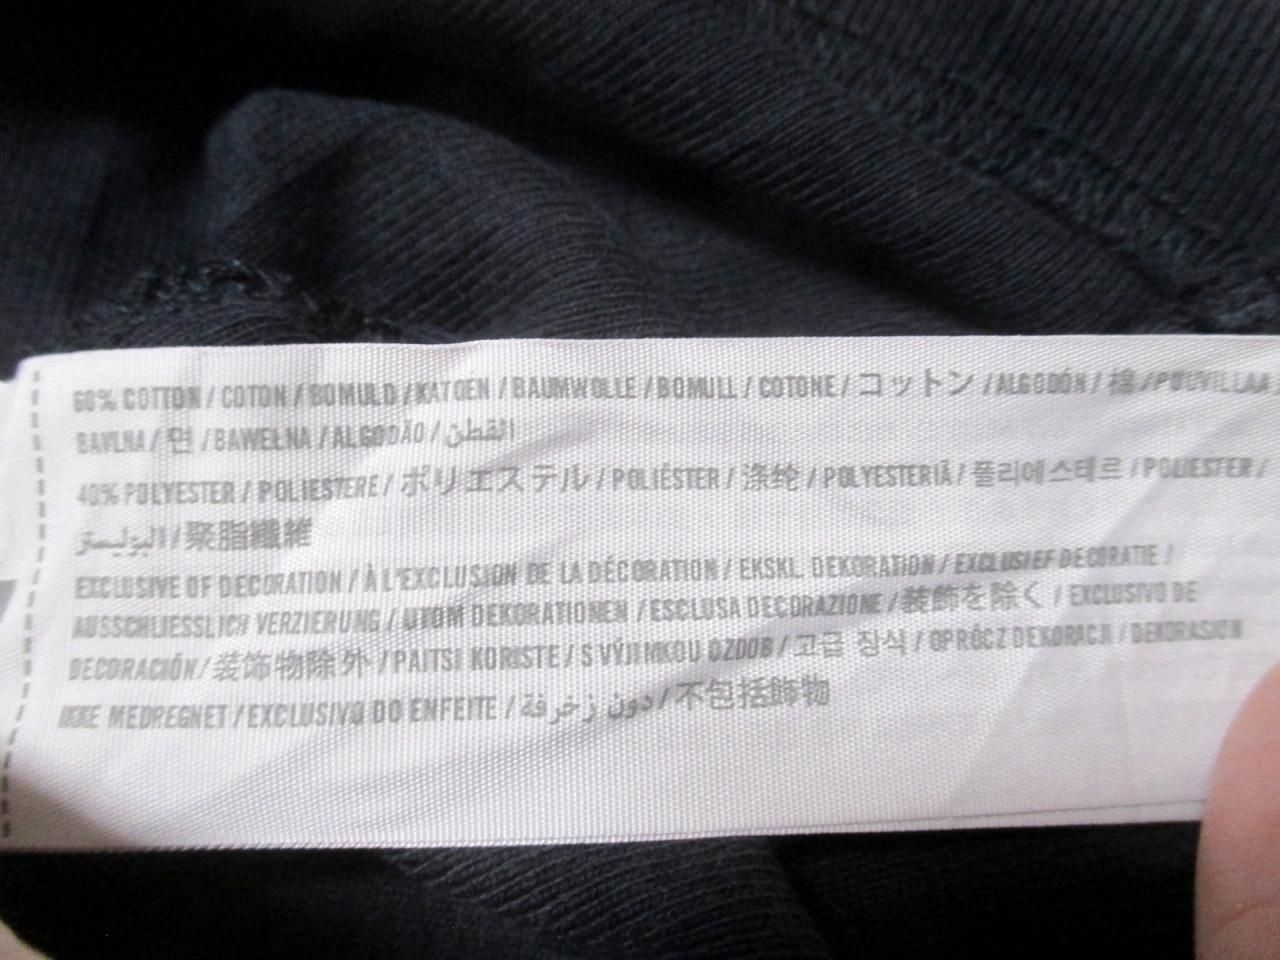 60% COTTON / COTON / BOMULD / KATOEN / BAUMWOLLE / BOMULL / COTONE / コットン / ALGODÓN / 棉 / PUUVILLAA
BAVLNA / 면 / BAWEŁNA / ALGODÃO / القطن
40% POLYESTER / POLIESTERE / ポリエステル / POLIÉSTER / 涤纶 / POLYESTERIÄ / 폴리에스테르 / POLIESTER /
البوليستر / 聚脂纖維
EXCLUSIVE OF DECORATION / À L'EXCLUSION DE LA DÉCORATION / EKSKL. DEKORATION / EXCLUSIEF DECORATIE /
AUSSCHLIESSLICH VERZIERUNG / UTOM DEKORATIONEN / ESCLUSA DECORAZIONE / 装飾を除く / EXCLUSIVO DE
DECORACIÓN / 装饰物除外 / PAITSI KORISTE / S VÝJIMKOU OZDOB / 고급 장식 / OPRÓCZ DEKORACJI / DEKORASJON
IKKE MEDREGNET / EXCLUSIVO DO ENFEITE / دون زخرفة / 不包括飾物